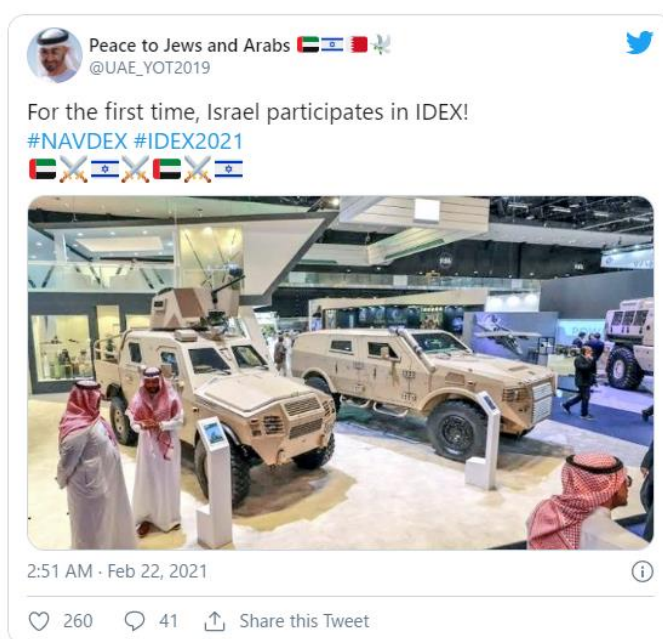 Peace to Jews and Arabs 🇦🇪🇮🇱🇧🇭🕊
@UAE_YOT2019
For the first time, Israel participates in IDEX!
#NAVDEX #IDEX2021
🇦🇪⚔️🇮🇱⚔️🇦🇪⚔️🇮🇱
2:51 AM · Feb 22, 2021
260 41 Share this Tweet